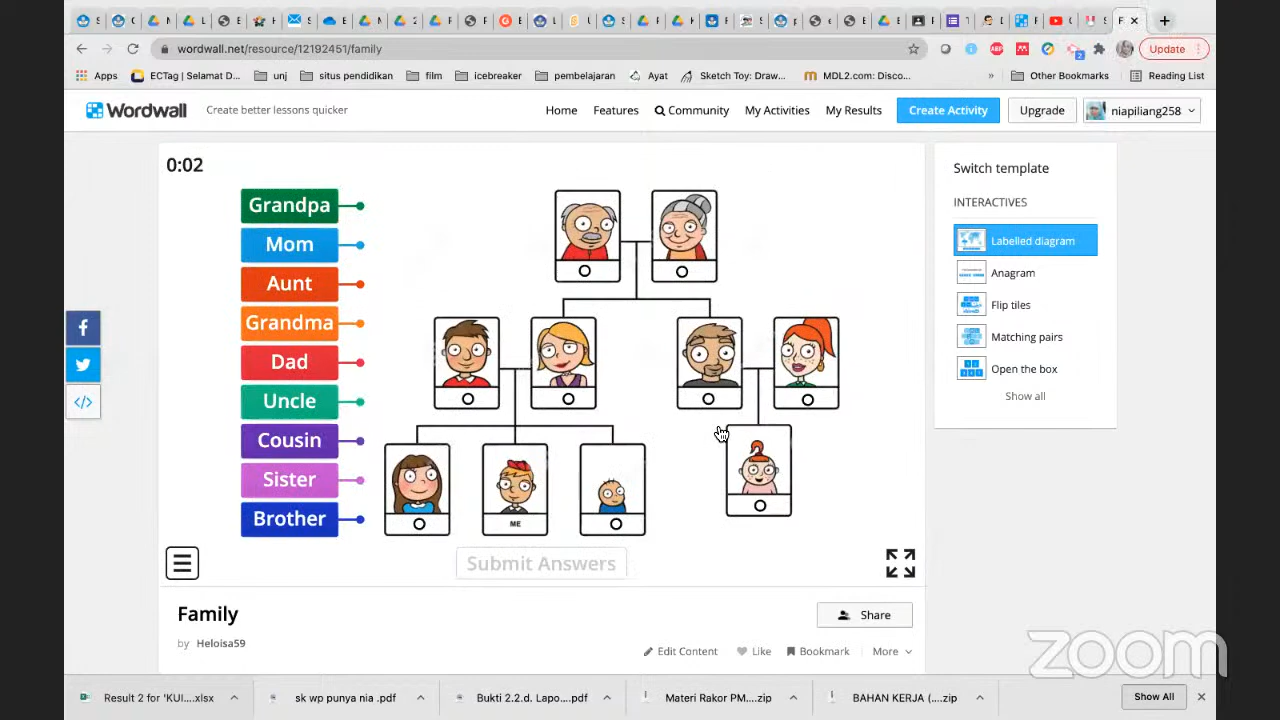 wordwall.net/resource/12192451/family
Update
Apps
ECTag | Selamat D...
unj
situs pendidikan
film
icebreaker
pembelajaran
Ayat
Sketch Toy: Draw...
MDL2.com: Disco...
»
Other Bookmarks
Reading List
Wordwall
Create better lessons quicker
Home
Features
Community
My Activities
My Results
Create Activity
Upgrade
niapiliang258
0:02
Grandpa
Mom
Aunt
Grandma
Dad
Uncle
Cousin
Sister
Brother
ME
Submit Answers
Switch template
INTERACTIVES
Labelled diagram
Anagram
Flip tiles
Matching pairs
Open the box
Show all
Family
by Heloisa59
Share
Edit Content
Like
Bookmark
More
zoom
Result 2 for 'KUI....xlsx
sk wp punya nia .pdf
Bukti 2.2.d. Lapo....pdf
Materi Rakor PM....zip
BAHAN KERJA (....zip
Show All